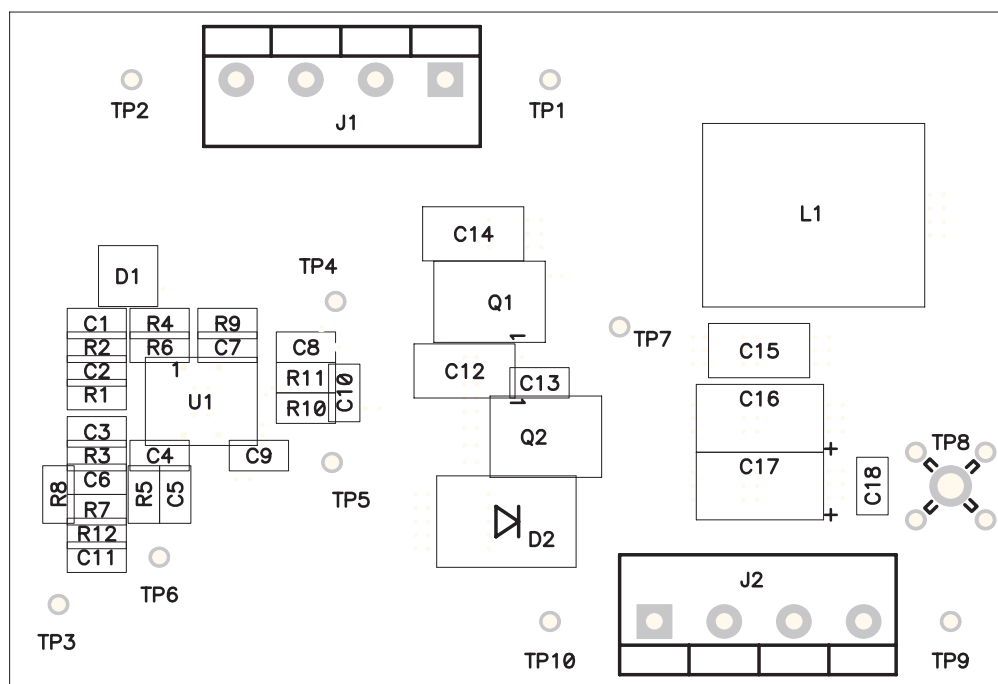 TP2
J1
TP1
L1
C14
D1
TP4
Q1
C1
R4
R9
TP7
R2
R6
C7
C8
1
C15
C2
1
R11
C12
C13
R1
U1
R10
C10
1
C16
C3
Q2
R3
C4
C9
+
TP8
TP5
C17
R8
C6
R5
C5
C18
R7
+
R12
D2
C11
TP6
J2
TP3
TP10
TP9